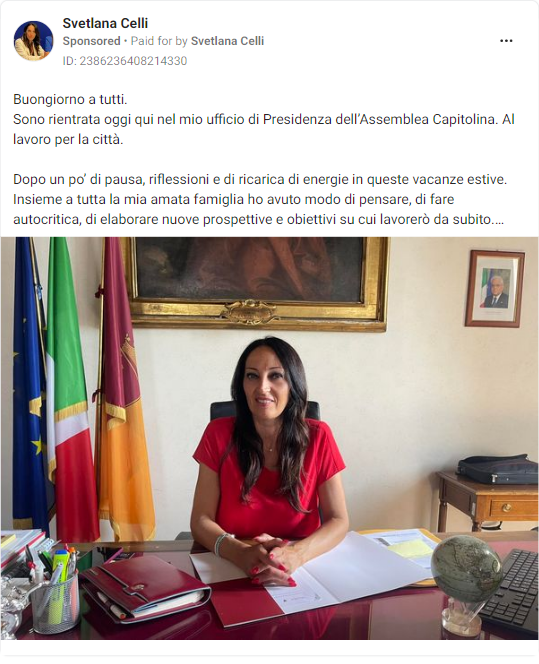 Svetlana Celli
Sponsored • Paid for by Svetlana Celli
ID: 2386236408214330
Buongiorno a tutti.
Sono rientrata oggi qui nel mio ufficio di Presidenza dell’Assemblea Capitolina. Al
lavoro per la città.
Dopo un po’ di pausa, riflessioni e di ricarica di energie in queste vacanze estive.
Insieme a tutta la mia amata famiglia ho avuto modo di pensare, di fare
autocritica, di elaborare nuove prospettive e obiettivi su cui lavorerò da subito....